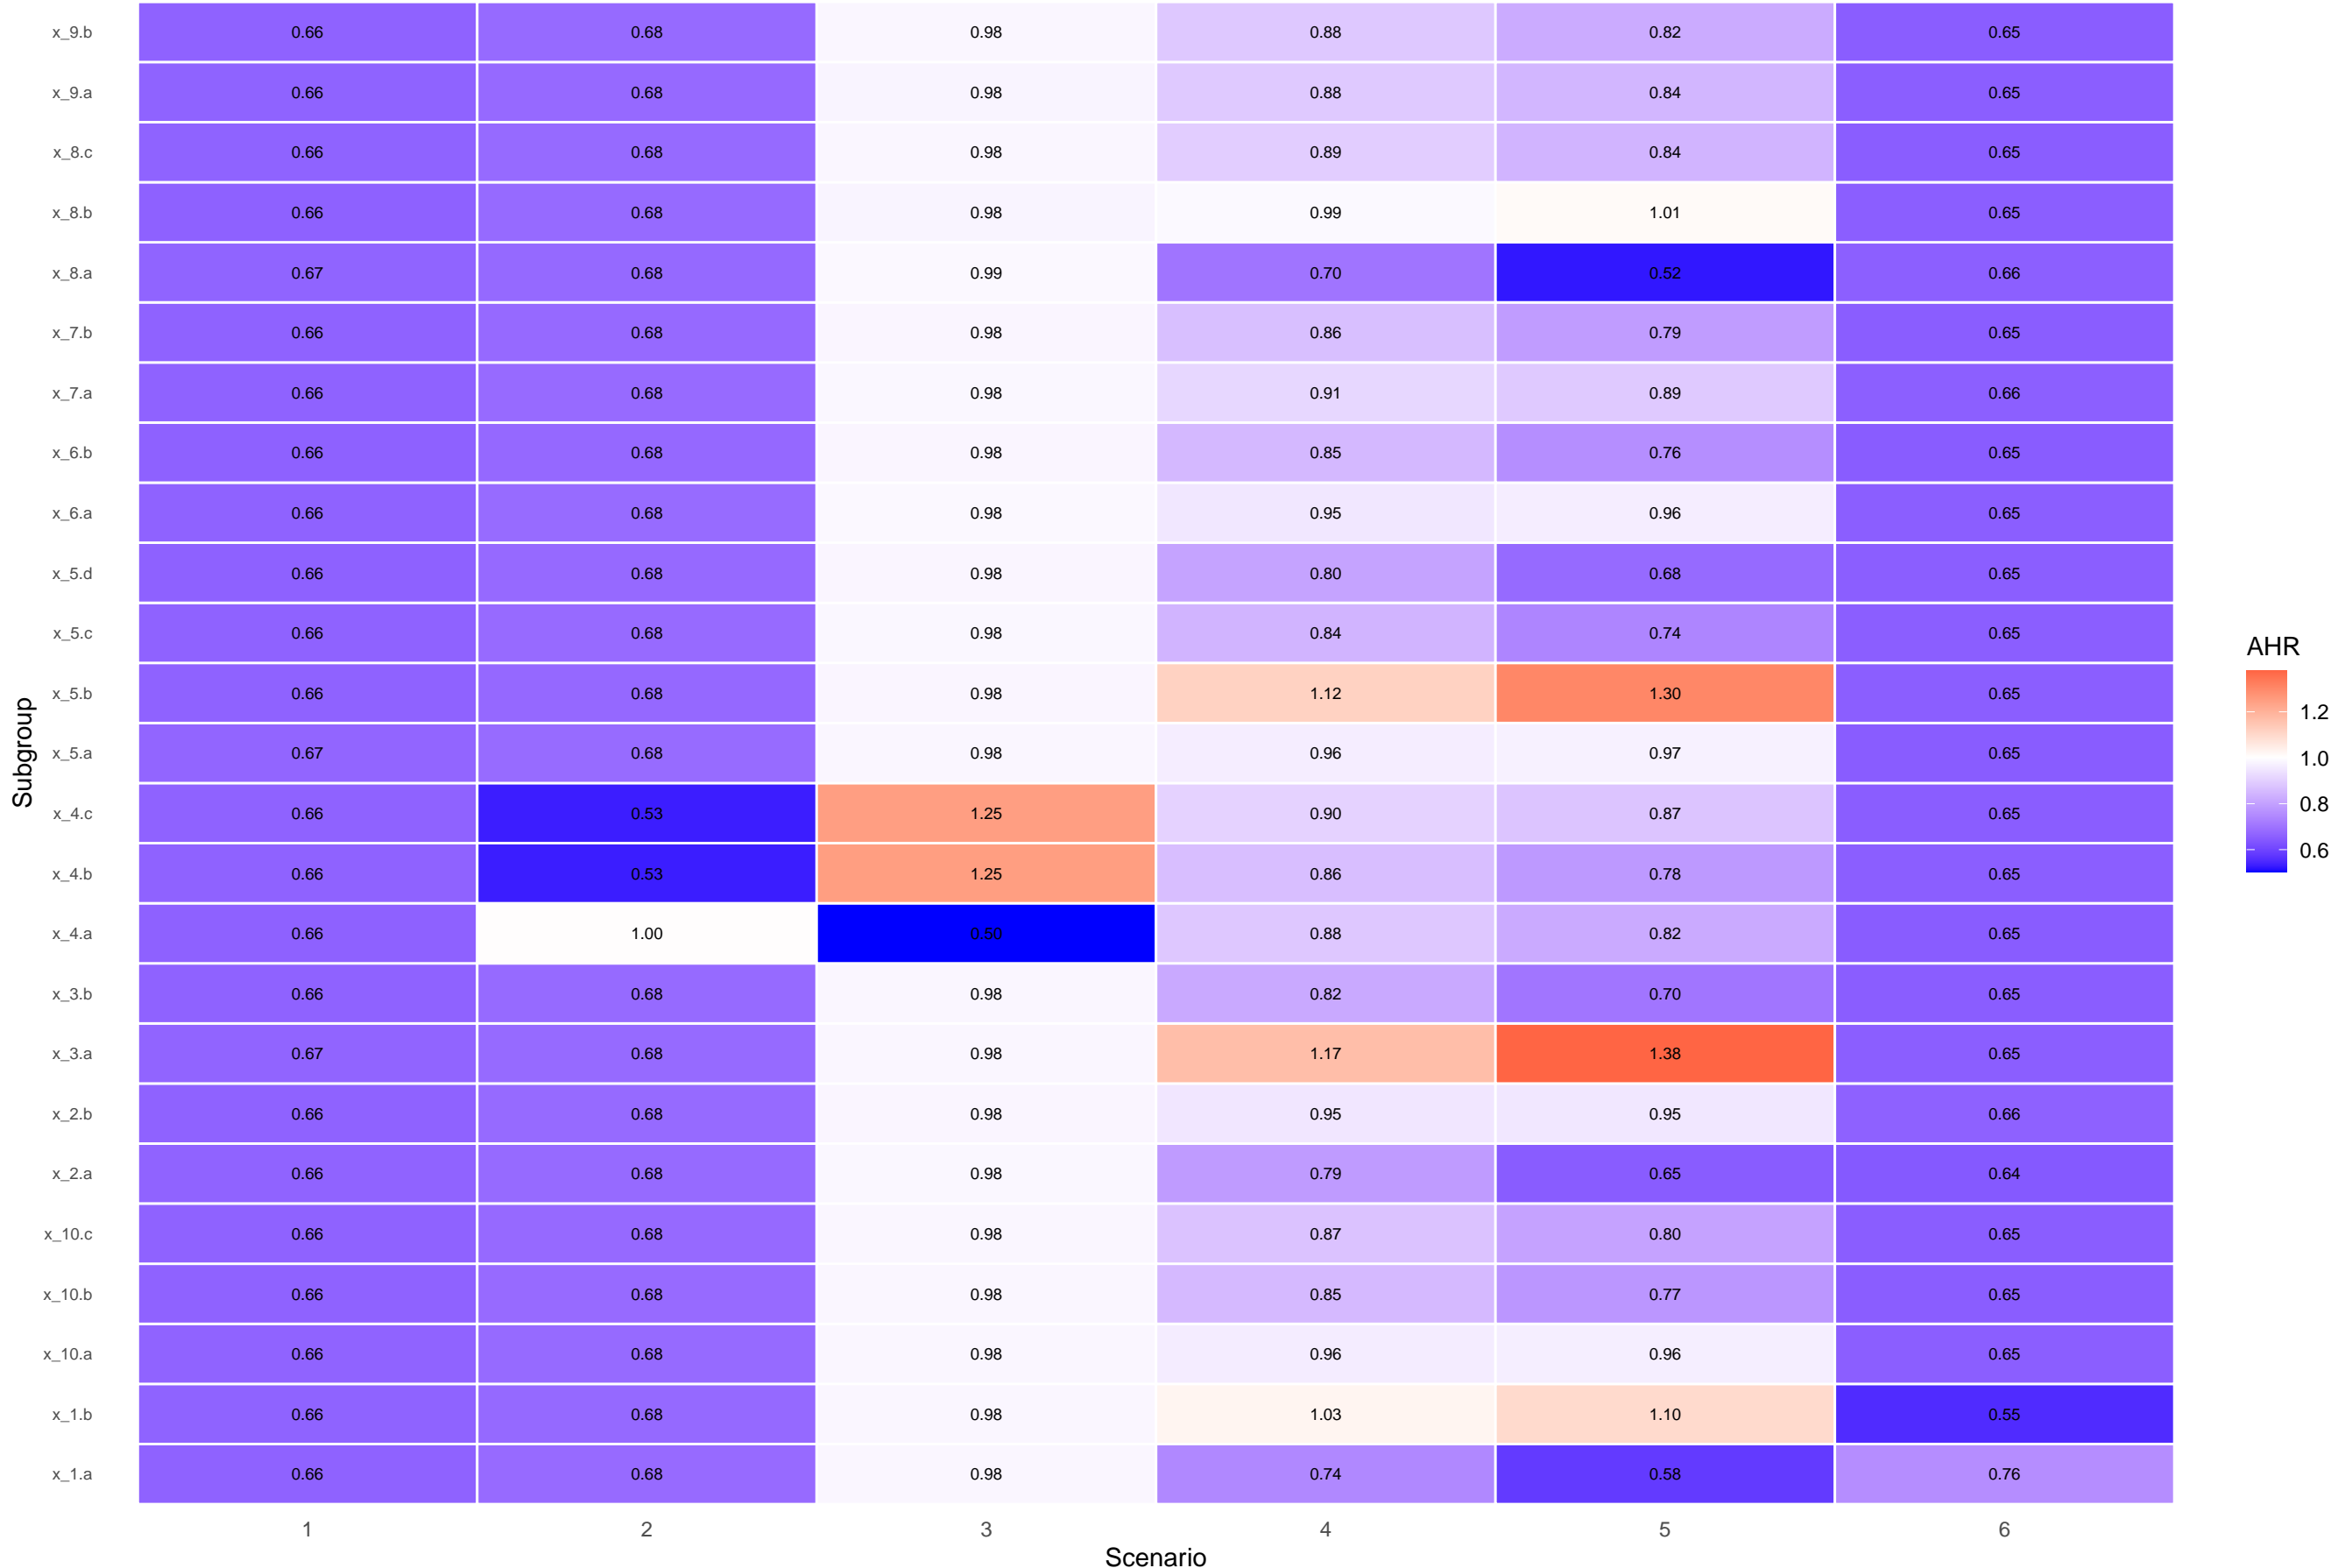 x_9.b 0.66 0.68 0.98 0.88 0.82 0.65
x_9.a 0.66 0.68 0.98 0.88 0.84 0.65
x_8.c 0.66 0.68 0.98 0.89 0.84 0.65
x_8.b 0.66 0.68 0.98 0.99 1.01 0.65
x_8.a 0.67 0.68 0.99 0.70 0.52 0.66
x_7.b 0.66 0.68 0.98 0.86 0.79 0.65
x_7.a 0.66 0.68 0.98 0.91 0.89 0.66
x_6.b 0.66 0.68 0.98 0.85 0.76 0.65
x_6.a 0.66 0.68 0.98 0.95 0.96 0.65
x_5.d 0.66 0.68 0.98 0.80 0.68 0.65
x_5.c 0.66 0.68 0.98 0.84 0.74 0.65
x_5.b 0.66 0.68 0.98 1.12 1.30 0.65
x_5.a 0.67 0.68 0.98 0.96 0.97 0.65
x_4.c 0.66 0.53 1.25 0.90 0.87 0.65
x_4.b 0.66 0.53 1.25 0.86 0.78 0.65
x_4.a 0.66 1.00 0.50 0.88 0.82 0.65
x_3.b 0.66 0.68 0.98 0.82 0.70 0.65
x_3.a 0.67 0.68 0.98 1.17 1.38 0.65
x_2.b 0.66 0.68 0.98 0.95 0.95 0.66
x_2.a 0.66 0.68 0.98 0.79 0.65 0.64
x_10.c 0.66 0.68 0.98 0.87 0.80 0.65
x_10.b 0.66 0.68 0.98 0.85 0.77 0.65
x_10.a 0.66 0.68 0.98 0.96 0.96 0.65
x_1.b 0.66 0.68 0.98 1.03 1.10 0.55
x_1.a 0.66 0.68 0.98 0.74 0.58 0.76
1 2 3 4 5 6
Scenario
Subgroup
AHR
1.2
1.0
0.8
0.6